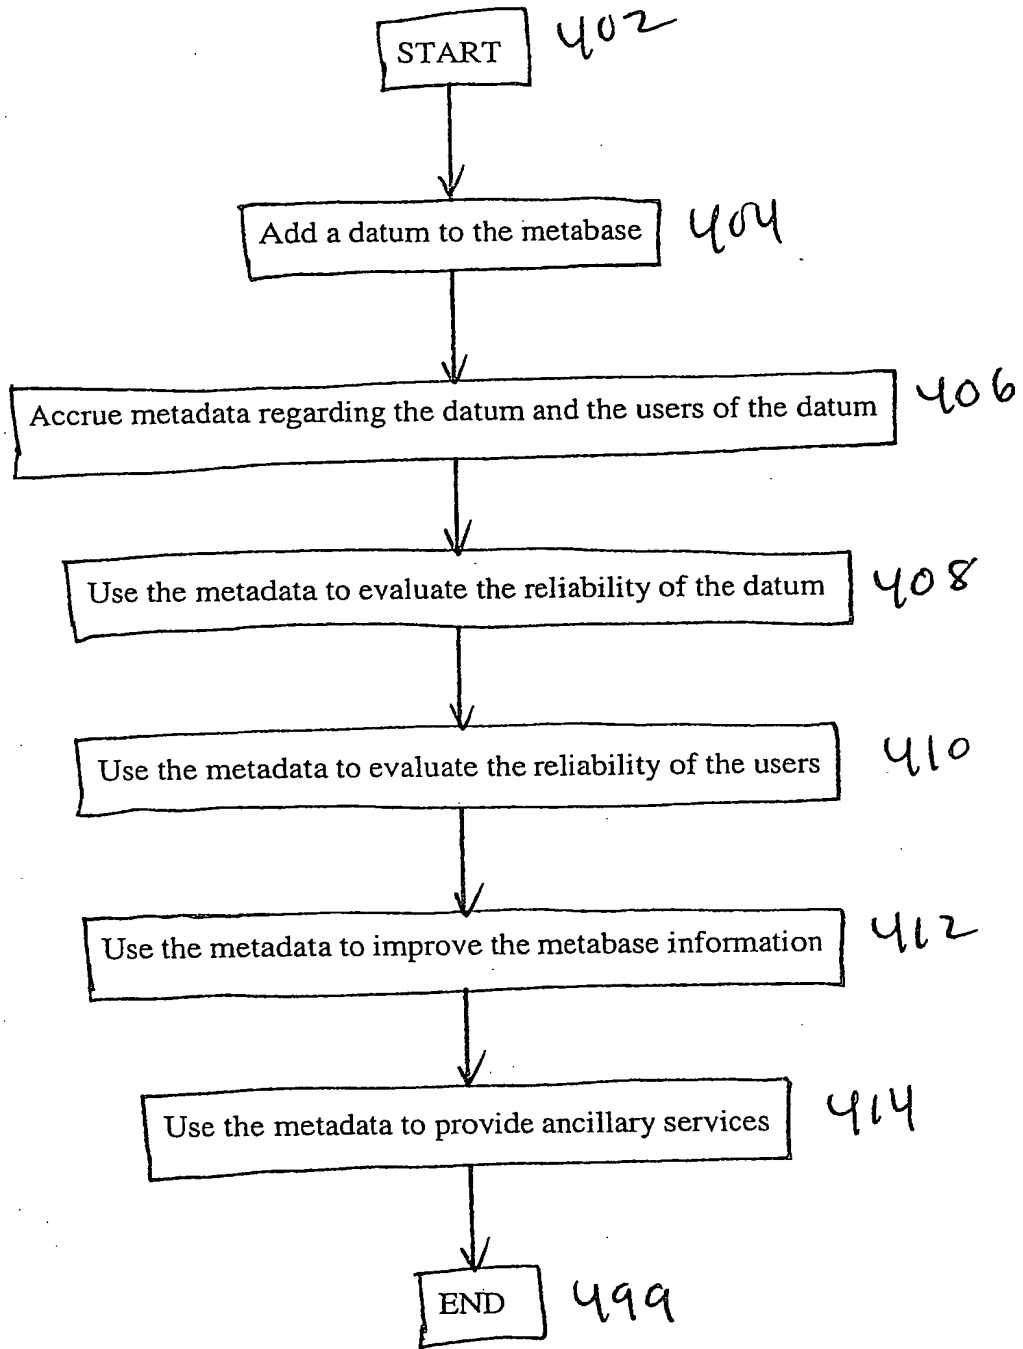 START 402
Add a datum to the metabase 404
Accrue metadata regarding the datum and the users of the datum 406
Use the metadata to evaluate the reliability of the datum 408
Use the metadata to evaluate the reliability of the users 410
Use the metadata to improve the metabase information 412
Use the metadata to provide ancillary services 414
END 499